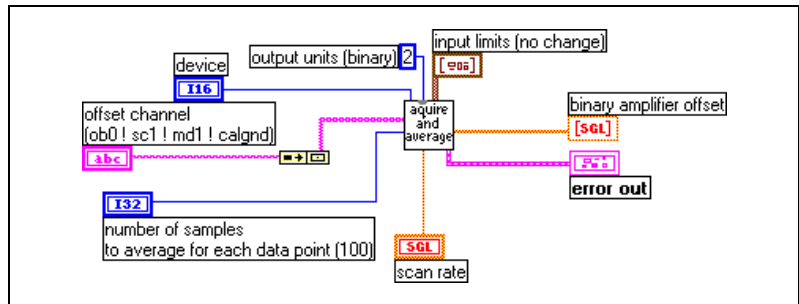 input limits (no change)
output units (binary) 2
device
I16
offset channel
(ob0 ! sc1 ! md1 ! calgnd)
abc
aquire
and
average
binary amplifier offset
[SGL]
error out
I32
number of samples
to average for each data point (100)
SGL
scan rate